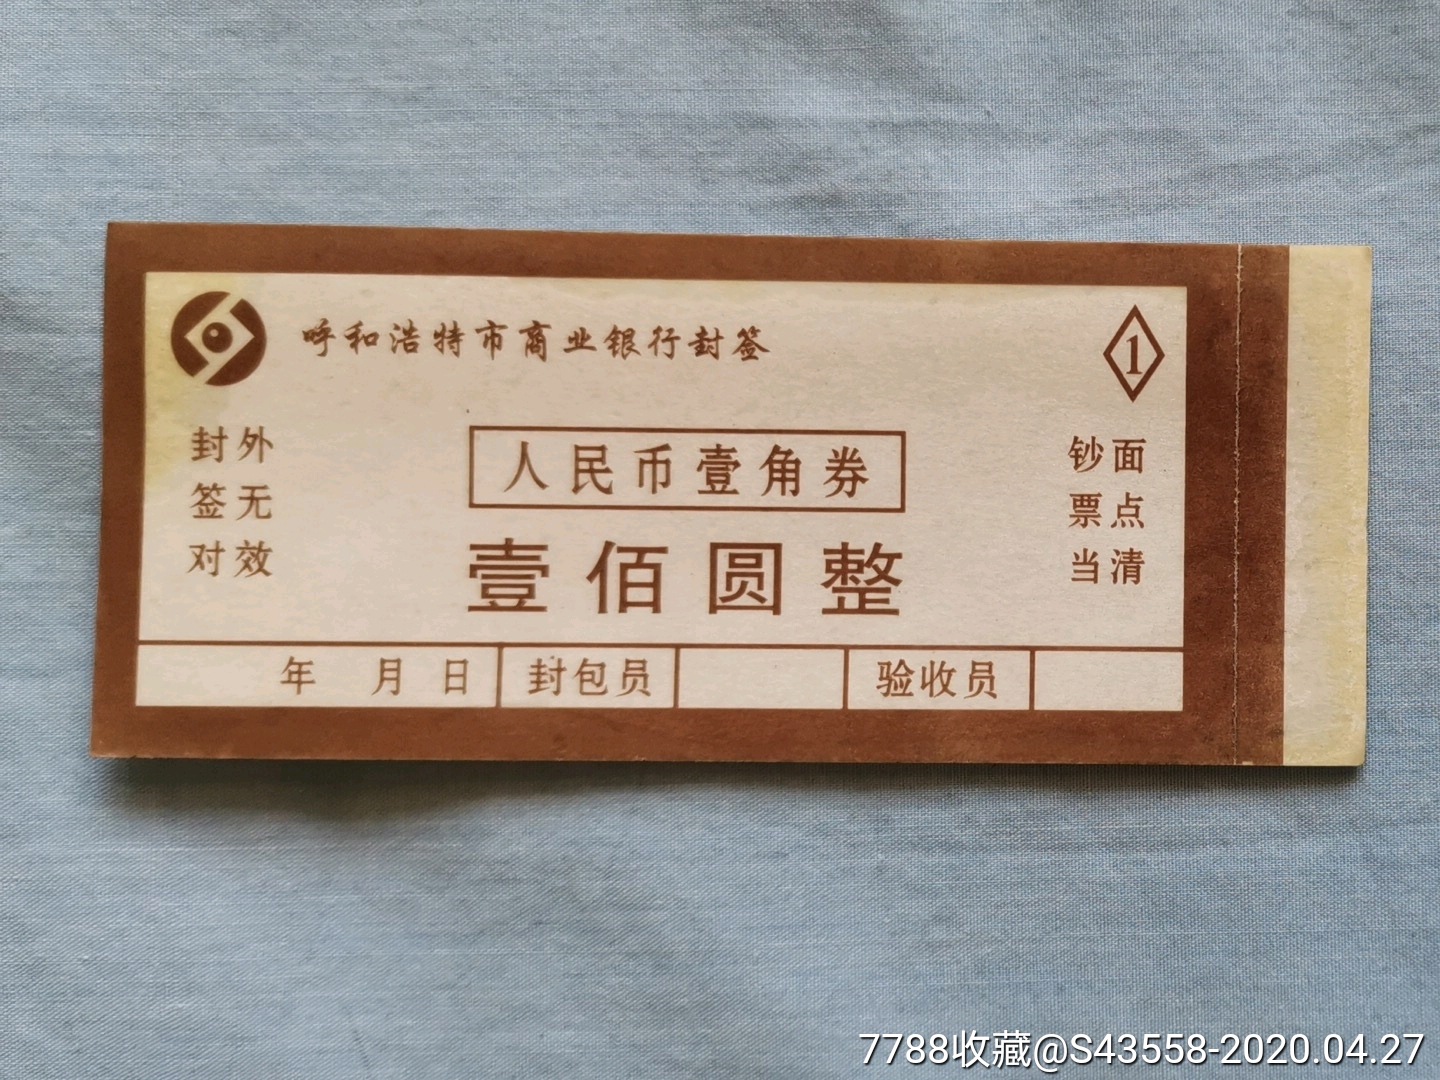 呼和浩特市商业银行封签
1
封签对
外无效
人民币壹角券
壹佰圆整
钞票当
面点清
年 月 日 封包员 验收员
7788收藏@S43558-2020.04.27